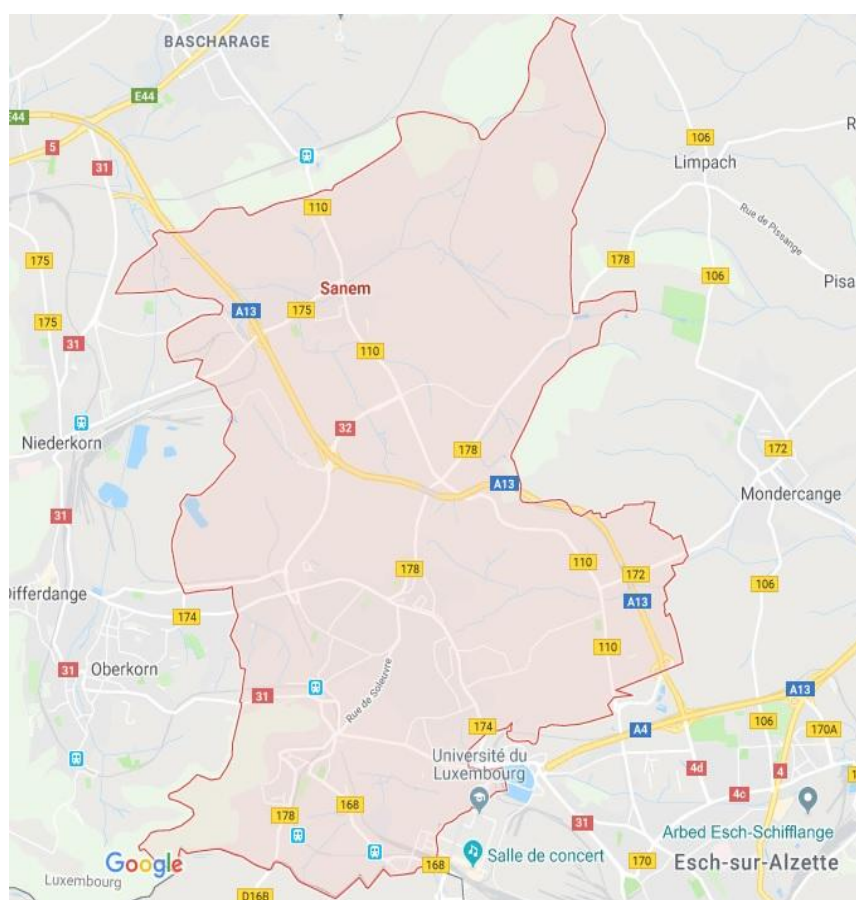 BASCHARAGE
E44
E44
5
31
106
R
Limpach
110
Rue de Pissange
175
178
106
Pisa
Sanem
175
A13
175
31
110
32
Niederkorn
178
172
A13
Mondercange
31
110
178
172
106
Differdange
174
A13
110
31
Oberkorn
31
Rue de Soleuvre
A13
174
106
170A
A4
Université du
Luxembourg
4d
4
4c
178
168
31
Arbed Esch-Schifflange
Salle de concert
170
Esch-sur-Alzette
168
Google
Luxembourg
D16B